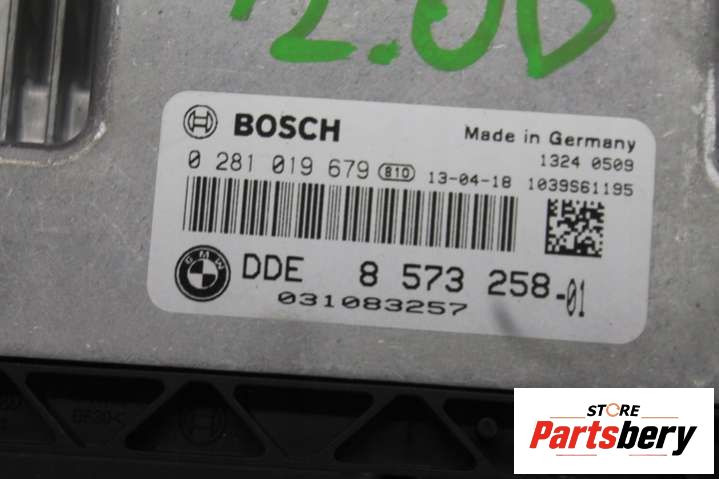 2.0D
BOSCH
Made in Germany
0 281 019 679 810 13-04-18
1324 0509
1039S61195
BMW
DDE 8 573 258-01
031083257
STORE
Partsbery